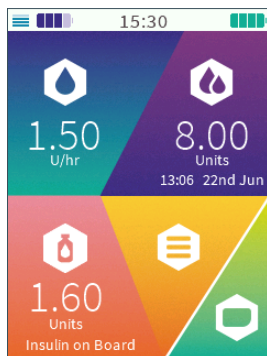 15:30
1.50
U/hr
8.00
Units
13:06 22nd Jun
1.60
Units
Insulin on Board